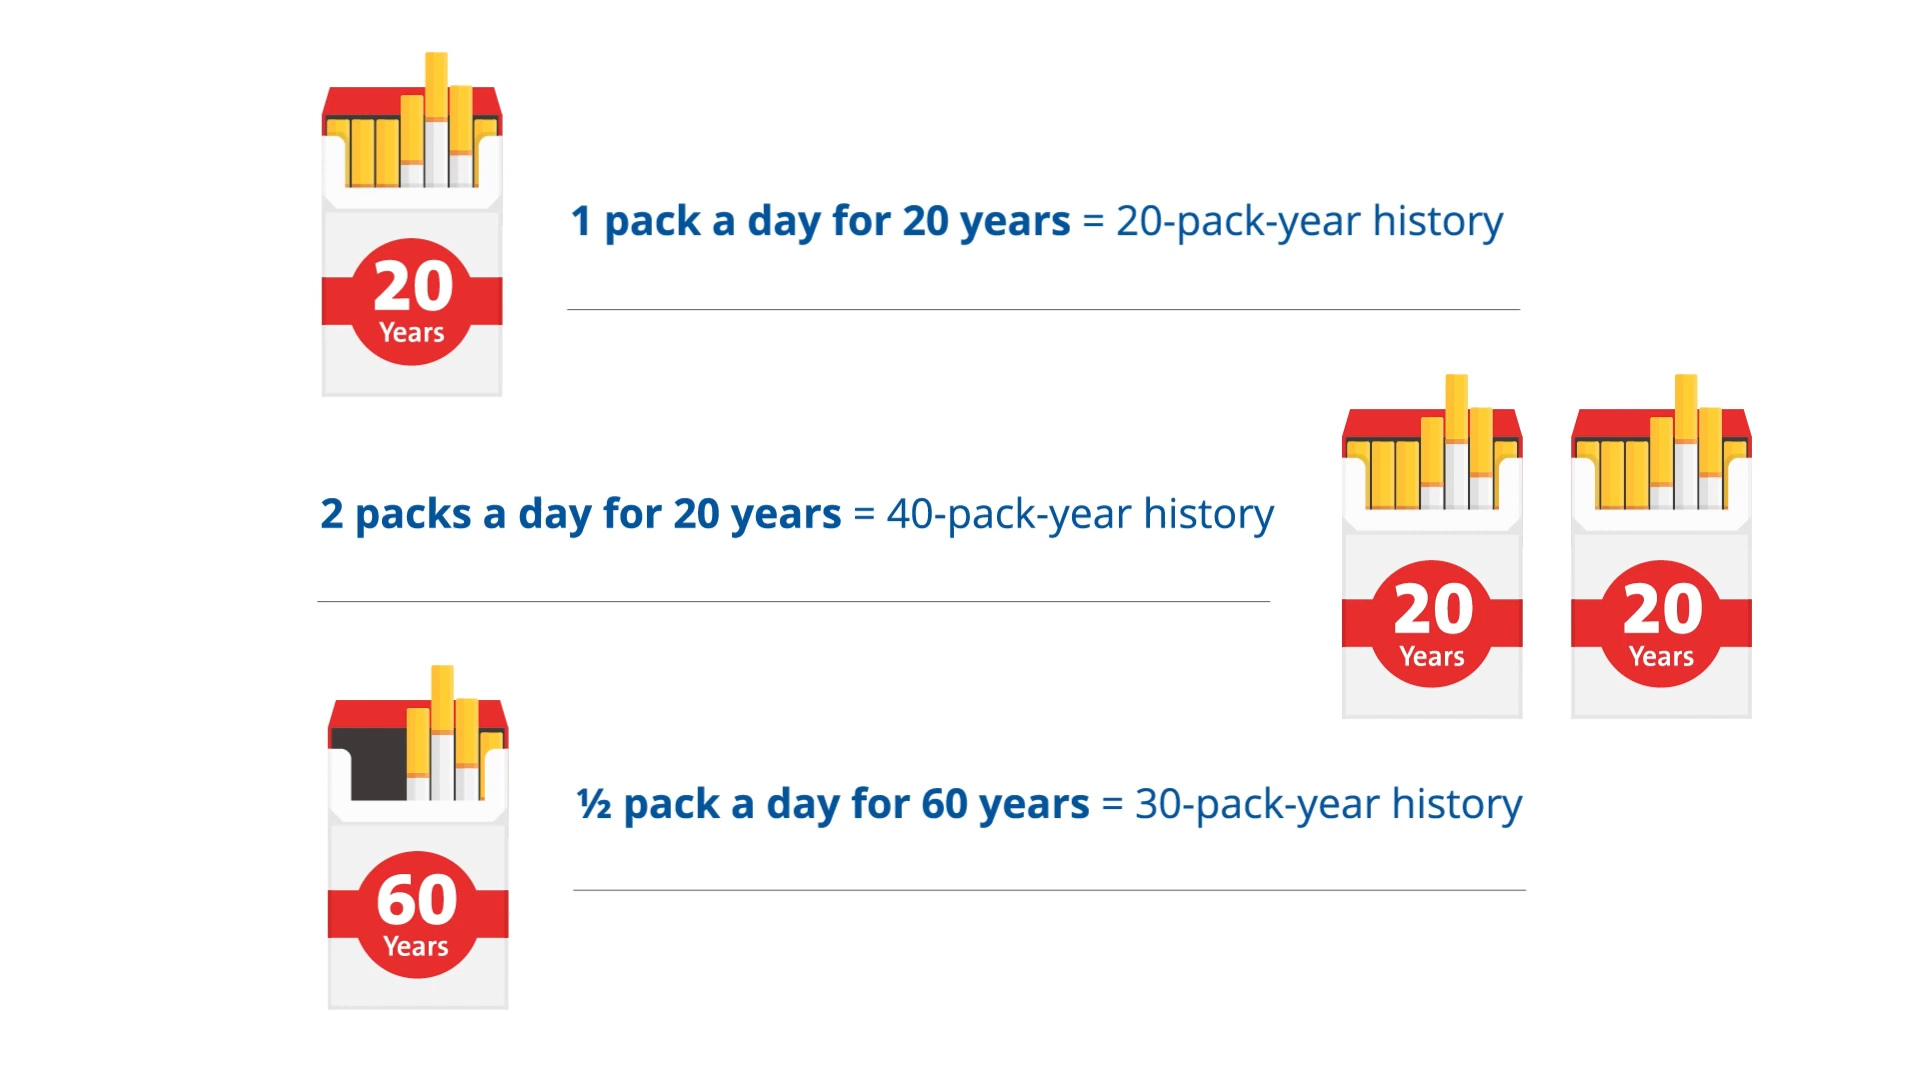 20
Years
1 pack a day for 20 years = 20-pack-year history
2 packs a day for 20 years = 40-pack-year history
20
Years
20
Years
½ pack a day for 60 years = 30-pack-year history
60
Years